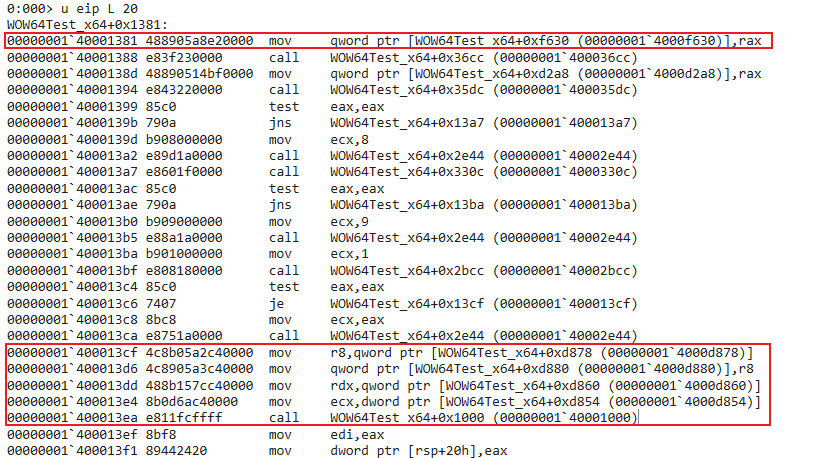 0:000> u eip L 20
WOW64Test_x64+0x1381:
00000001`40001381 488905a8e20000  mov     qword ptr [WOW64Test_x64+0xf630 (00000001`4000f630)],rax
00000001`40001388 e83f230000      call    WOW64Test_x64+0x36cc (00000001`400036cc)
00000001`4000138d 48890514bf0000  mov     qword ptr [WOW64Test_x64+0xd2a8 (00000001`4000d2a8)],rax
00000001`40001394 e843220000      call    WOW64Test_x64+0x35dc (00000001`400035dc)
00000001`40001399 85c0            test    eax,eax
00000001`4000139b 790a            jns     WOW64Test_x64+0x13a7 (00000001`400013a7)
00000001`4000139d b908000000      mov     ecx,8
00000001`400013a2 e89d1a0000      call    WOW64Test_x64+0x2e44 (00000001`40002e44)
00000001`400013a7 e8601f0000      call    WOW64Test_x64+0x330c (00000001`4000330c)
00000001`400013ac 85c0            test    eax,eax
00000001`400013ae 790a            jns     WOW64Test_x64+0x13ba (00000001`400013ba)
00000001`400013b0 b909000000      mov     ecx,9
00000001`400013b5 e88a1a0000      call    WOW64Test_x64+0x2e44 (00000001`40002e44)
00000001`400013ba b901000000      mov     ecx,1
00000001`400013bf e808180000      call    WOW64Test_x64+0x2bcc (00000001`40002bcc)
00000001`400013c4 85c0            test    eax,eax
00000001`400013c6 7407            je      WOW64Test_x64+0x13cf (00000001`400013cf)
00000001`400013c8 8bc8            mov     ecx,eax
00000001`400013ca e8751a0000      call    WOW64Test_x64+0x2e44 (00000001`40002e44)
00000001`400013cf 4c8b05a2c40000  mov     r8,qword ptr [WOW64Test_x64+0xd878 (00000001`4000d878)]
00000001`400013d6 4c8905a3c40000  mov     qword ptr [WOW64Test_x64+0xd880 (00000001`4000d880)],r8
00000001`400013dd 488b157cc40000  mov     rdx,qword ptr [WOW64Test_x64+0xd860 (00000001`4000d860)]
00000001`400013e4 8b0d6ac40000    mov     ecx,dword ptr [WOW64Test_x64+0xd854 (00000001`4000d854)]
00000001`400013ea e811fcffff      call    WOW64Test_x64+0x1000 (00000001`40001000)
00000001`400013ef 8bf8            mov     edi,eax
00000001`400013f1 89442420        mov     dword ptr [rsp+20h],eax